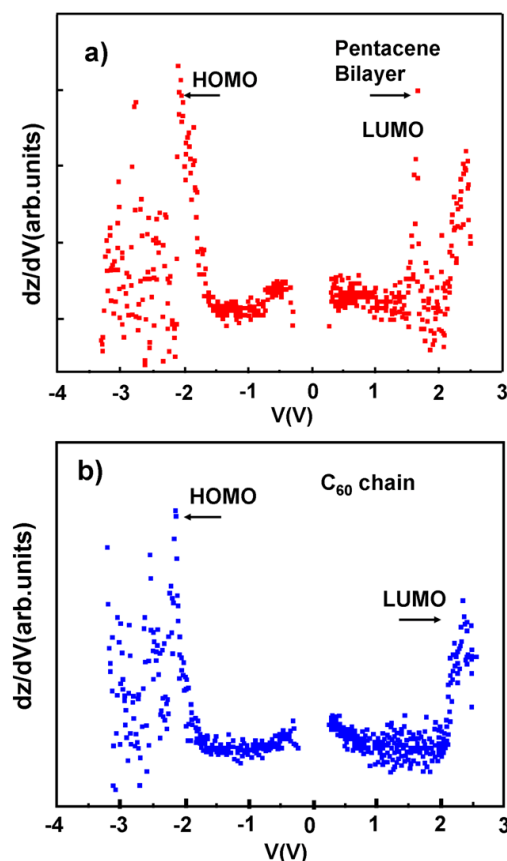 a)
HOMO
Pentacene
Bilayer
LUMO
dz/dV(arb.units)
-4 -3 -2 -1 0 1 2 3
V(V)
b)
HOMO
C₆₀ chain
LUMO
dz/dV(arb.units)
-4 -3 -2 -1 0 1 2 3
V(V)